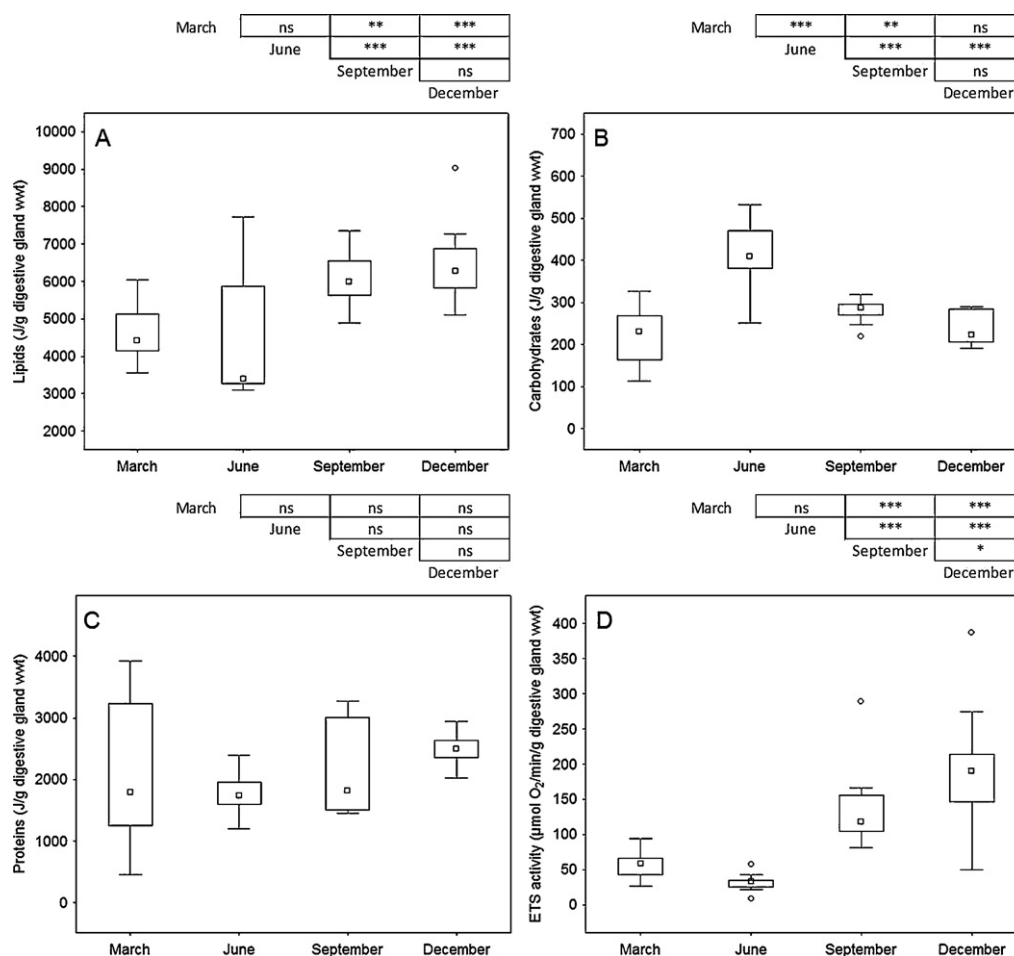 March ns ** ***
June *** ***
September ns
December
A
Lipids (J/g digestive gland wwt)
10000
9000
8000
7000
6000
5000
4000
3000
2000
March June September December
March *** ** ns
June *** ***
September ns
December
B
Carbohydrates (J/g digestive gland wwt)
700
600
500
400
300
200
100
0
March June September December
March ns ns ns
June ns ns
September ns
December
C
Proteins (J/g digestive gland wwt)
4000
3000
2000
1000
0
March June September December
March ns *** ***
June *** ***
September *
December
D
ETS activity (µmol O₂/min/g digestive gland wwt)
400
350
300
250
200
150
100
50
0
March June September December